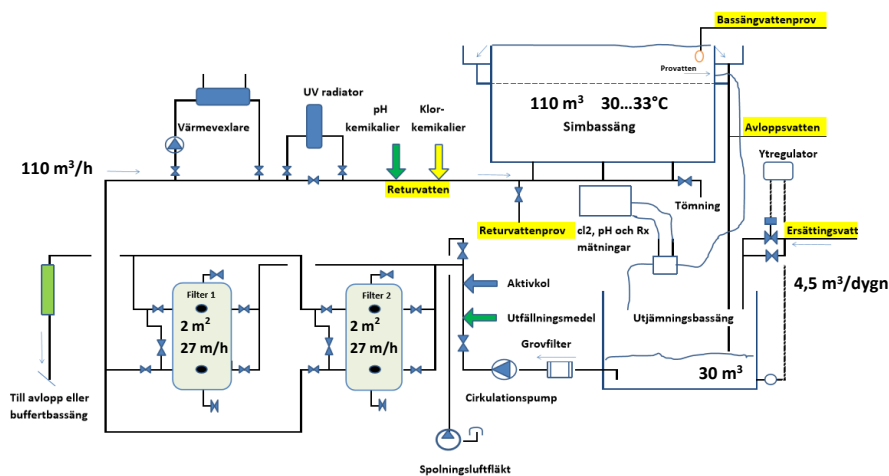 Bassängvattenprov
Provatten
UV radiator
pH
kemikalier
Klor-
kemikalier
110 m³ 30...33°C
Simbassäng
Värmevexlare
Avloppsvatten
Ytregulator
110 m³/h
Returvatten
Tömning
Returvattenprov
cl2, pH och Rx
mätningar
Ersättingsvatt
4,5 m³/dygn
Aktivkol
Filter 1
2 m²
27 m/h
Filter 2
2 m²
27 m/h
Utfällningsmedel
Utjämningsbassäng
Grovfilter
30 m³
Cirkulationspump
Till avlopp eller
buffertbassäng
Spolningsluftfläkt